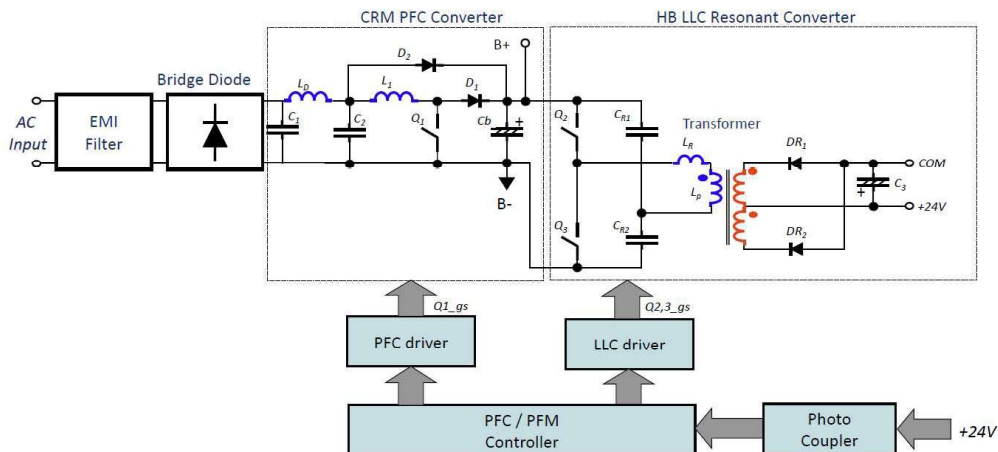 CRM PFC Converter
HB LLC Resonant Converter
B+
Bridge Diode
D2
LD
L1
D1
AC
Input
EMI
Filter
C1
C2
Q1
Cb
+
Q2
CR1
Transformer
LR
DR1
COM
Lp
C3
+
+24V
B-
Q3
CR2
DR2
Q1_gs
Q2,3_gs
PFC driver
LLC driver
PFC / PFM
Controller
Photo
Coupler
+24V